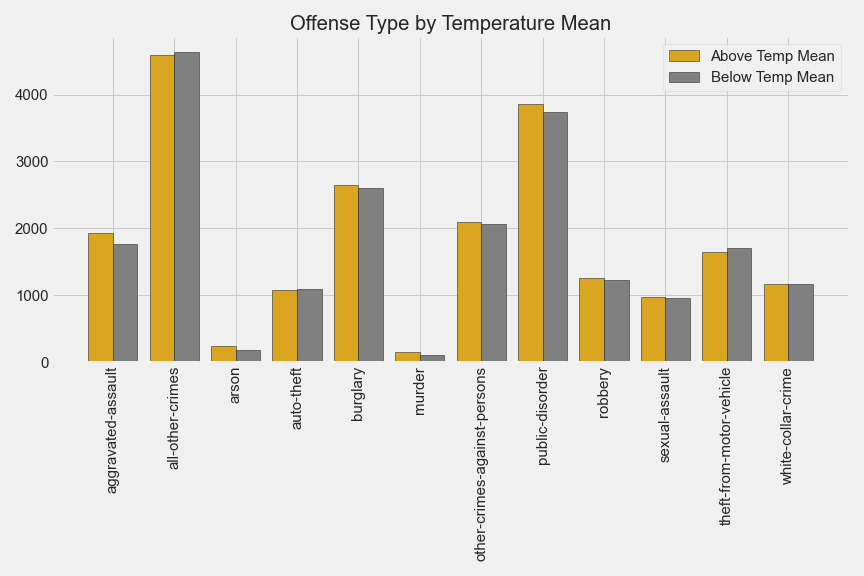 Offense Type by Temperature Mean
Above Temp Mean
Below Temp Mean
4000
3000
2000
1000
0
aggravated-assault
all-other-crimes
arson
auto-theft
burglary
murder
other-crimes-against-persons
public-disorder
robbery
sexual-assault
theft-from-motor-vehicle
white-collar-crime